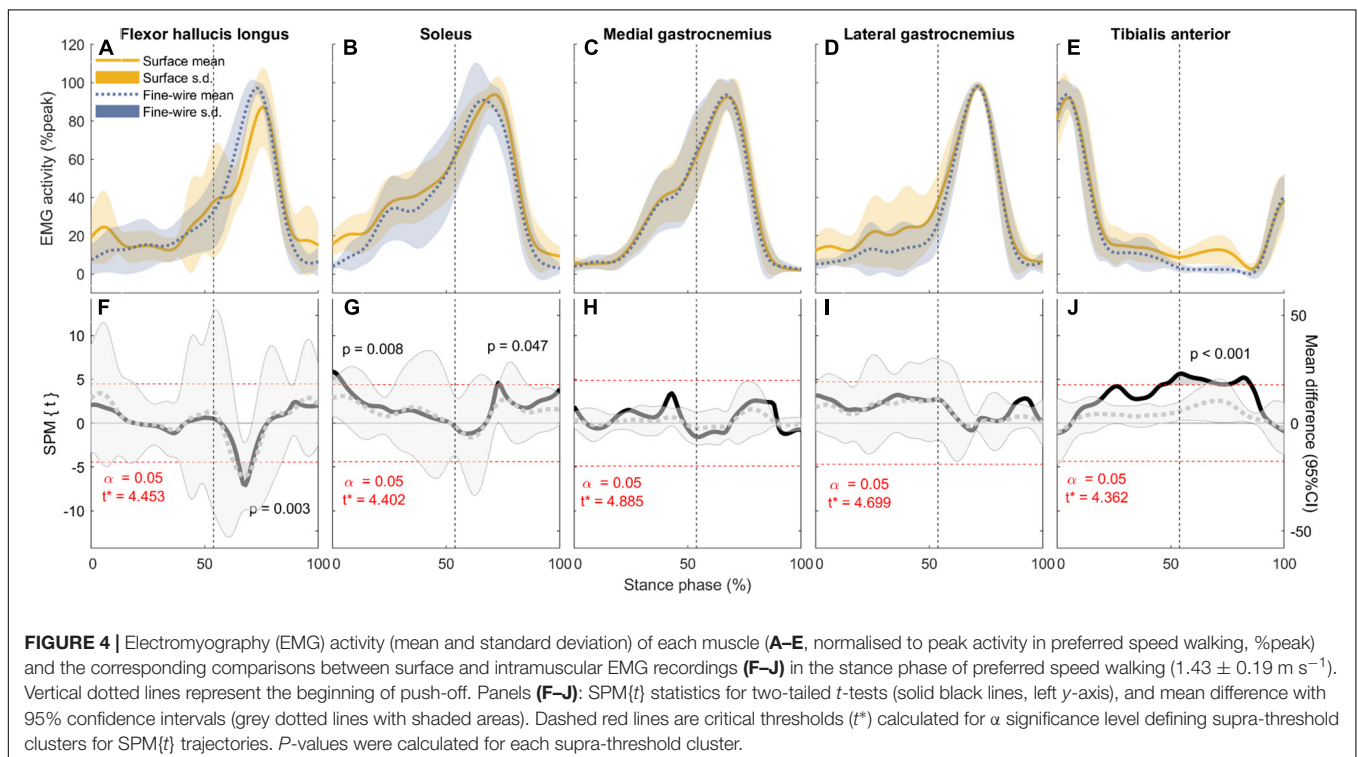 Flexor hallucis longus
Soleus
Medial gastrocnemius
Lateral gastrocnemius
Tibialis anterior
A
B
C
D
E
120
100
80
60
40
20
0
EMG activity (%peak)
Surface mean
Surface s.d.
Fine-wire mean
Fine-wire s.d.
F
G
H
I
J
10
5
0
-5
-10
SPM { t }
α = 0.05
t* = 4.453
p = 0.003
p = 0.008
p = 0.047
α = 0.05
t* = 4.402
α = 0.05
t* = 4.885
α = 0.05
t* = 4.699
p < 0.001
α = 0.05
t* = 4.362
50
0
-50
Mean difference (95%CI)
0 50 100 0 50 100 0 50 100 0 50 100 0 50 100
Stance phase (%)
FIGURE 4 | Electromyography (EMG) activity (mean and standard deviation) of each muscle (A–E, normalised to peak activity in preferred speed walking, %peak)
and the corresponding comparisons between surface and intramuscular EMG recordings (F–J) in the stance phase of preferred speed walking (1.43 ± 0.19 m s⁻¹).
Vertical dotted lines represent the beginning of push-off. Panels (F–J): SPM{t} statistics for two-tailed t-tests (solid black lines, left y-axis), and mean difference with
95% confidence intervals (grey dotted lines with shaded areas). Dashed red lines are critical thresholds (t*) calculated for α significance level defining supra-threshold
clusters for SPM{t} trajectories. P-values were calculated for each supra-threshold cluster.